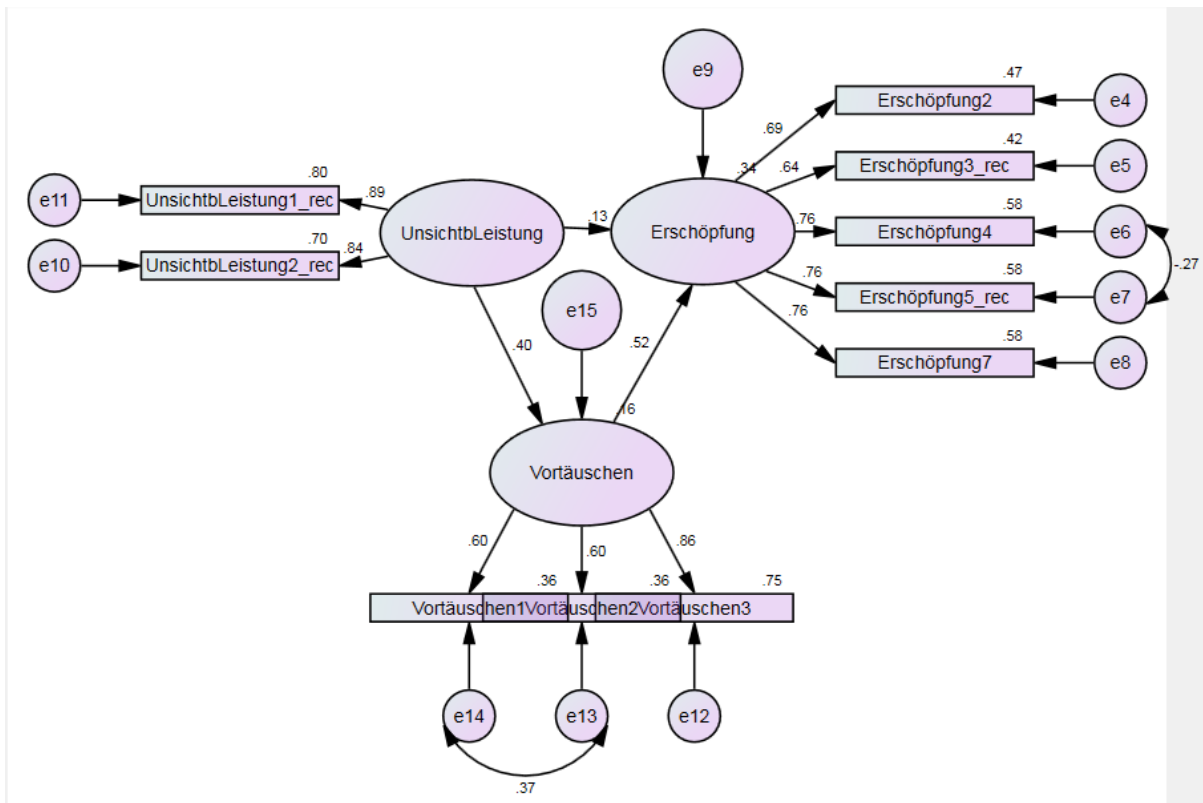 e9
.47
Erschöpfung2
e4
.69
.42
.34
.64
Erschöpfung3_rec
e5
.80
e11
UnsichtbLeistung1_rec
.89
UnsichtbLeistung
.13
Erschöpfung
.76
.58
Erschöpfung4
e6
.70
e10
UnsichtbLeistung2_rec
.84
-.27
.58
.76
Erschöpfung5_rec
e7
e15
.76
.58
Erschöpfung7
e8
.40
.52
.16
Vortäuschen
.60
.60
.86
.36
.36
.75
Vortäuschen1
Vortäuschen2
Vortäuschen3
e14
e13
e12
.37